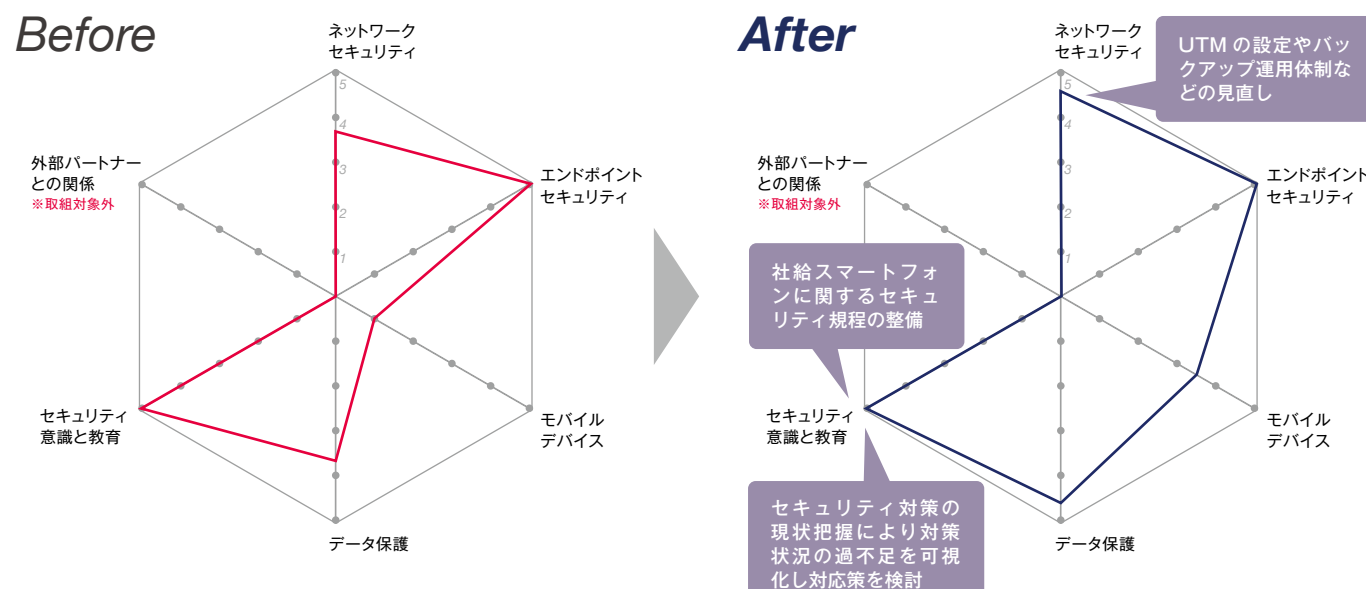 Before
ネットワーク
セキュリティ
5
4
3
2
1
外部パートナー
との関係
※取組対象外
エンドポイント
セキュリティ
セキュリティ
意識と教育
モバイル
デバイス
データ保護
After
ネットワーク
セキュリティ
UTM の設定やバッ
クアップ運用体制な
どの見直し
5
4
3
2
1
外部パートナー
との関係
※取組対象外
エンドポイント
セキュリティ
社給スマートフォ
ンに関するセキュ
リティ規程の整備
セキュリティ
意識と教育
モバイル
デバイス
セキュリティ対策の
現状把握により対策
状況の過不足を可視
化し対応策を検討
データ保護